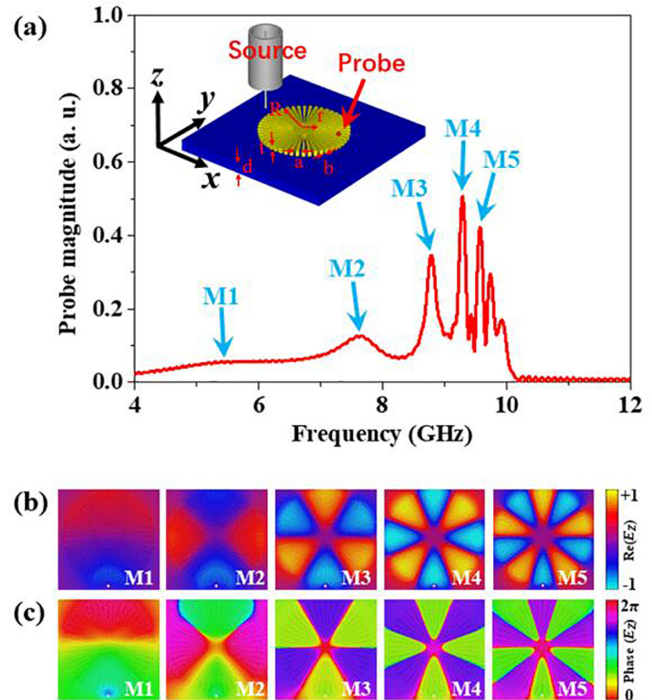 (a)
1.0
0.8
0.6
0.4
0.2
0.0
Probe magnitude (a. u.)
Source
Probe
z
y
x
R
r
d
a
b
M1
M2
M3
M4
M5
4
6
8
10
12
Frequency (GHz)
(b)
M1
M2
M3
M4
M5
+1
-1
Re(Ez)
(c)
M1
M2
M3
M4
M5
2π
0
Phase (Ez)